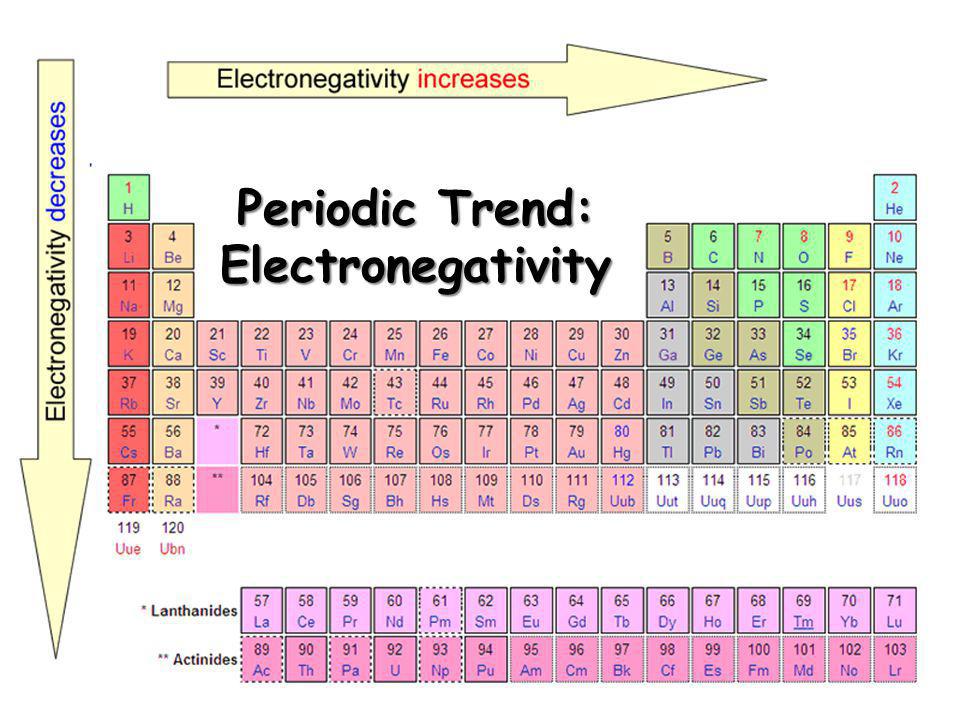 Electronegativity increases
Electronegativity decreases
Periodic Trend:
Electronegativity
1 2
H He
3 4 5 6 7 8 9 10
Li Be B C N O F Ne
11 12 13 14 15 16 17 18
Na Mg Al Si P S Cl Ar
19 20 21 22 23 24 25 26 27 28 29 30 31 32 33 34 35 36
K Ca Sc Ti V Cr Mn Fe Co Ni Cu Zn Ga Ge As Se Br Kr
37 38 39 40 41 42 43 44 45 46 47 48 49 50 51 52 53 54
Rb Sr Y Zr Nb Mo Tc Ru Rh Pd Ag Cd In Sn Sb Te I Xe
55 56 * 72 73 74 75 76 77 78 79 80 81 82 83 84 85 86
Cs Ba Hf Ta W Re Os Ir Pt Au Hg Tl Pb Bi Po At Rn
87 88 ** 104 105 106 107 108 109 110 111 112 113 114 115 116 117 118
Fr Ra Rf Db Sg Bh Hs Mt Ds Rg Uub Uut Uuq Uup Uuh Uus Uuo
119 120
Uue Ubn
* Lanthanides 57 58 59 60 61 62 63 64 65 66 67 68 69 70 71
La Ce Pr Nd Pm Sm Eu Gd Tb Dy Ho Er Tm Yb Lu
** Actinides 89 90 91 92 93 94 95 96 97 98 99 100 101 102 103
Ac Th Pa U Np Pu Am Cm Bk Cf Es Fm Md No Lr